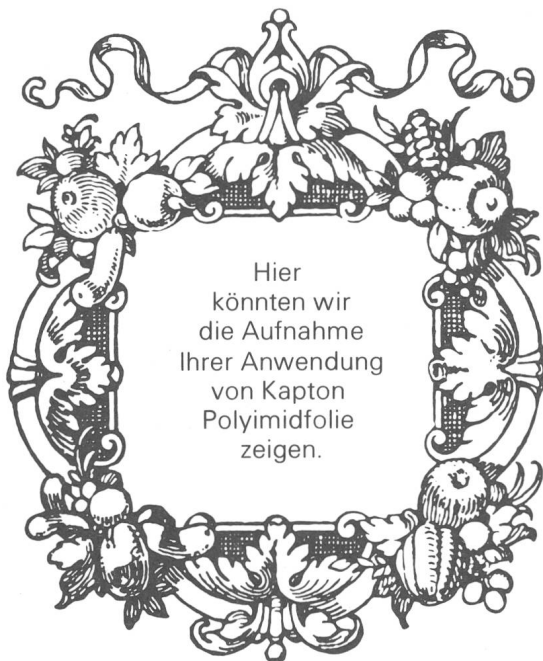 Hier
könnten wir
die Aufnahme
Ihrer Anwendung
von Kapton
Polyimidfolie
zeigen.